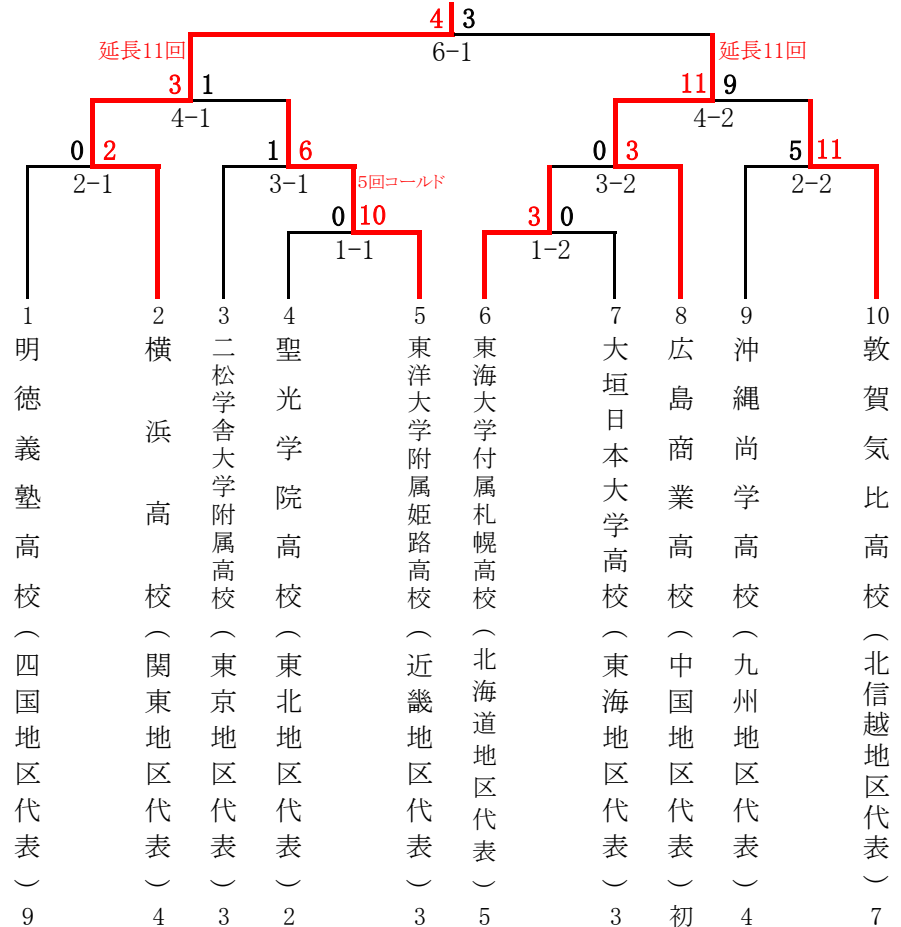 4 3
延長11回 6-1 延長11回
3 1 11 9
4-1 4-2
0 2 1 6 0 3 5 11
2-1 3-1 5回コールド 3-2 2-2
0 10 3 0
1-1 1-2
1 2 3 4 5 6 7 8 9 10
明徳義塾高校(四国地区代表)
横浜高校(関東地区代表)
二松学舎大学附属高校(東京地区代表)
聖光学院高校(東北地区代表)
東洋大学附属姫路高校(近畿地区代表)
東海大学付属札幌高校(北海道地区代表)
大垣日本大学高校(東海地区代表)
広島商業高校(中国地区代表)
沖縄尚学高校(九州地区代表)
敦賀気比高校(北信越地区代表)
9 4 3 2 3 5 3 初 4 7